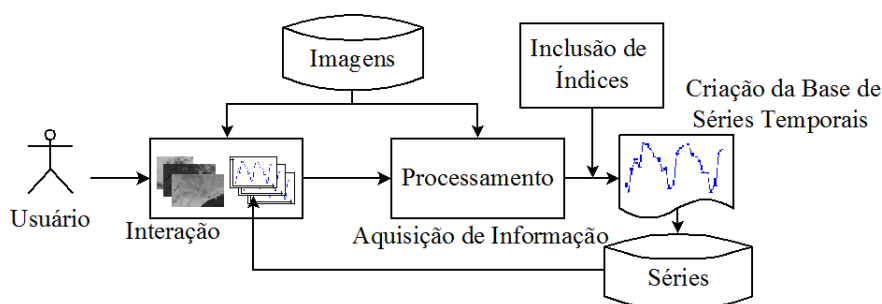 Imagens
Inclusão de
Índices
Criação da Base de
Séries Temporais
Processamento
Usuário
Interação
Aquisição de Informação
Séries